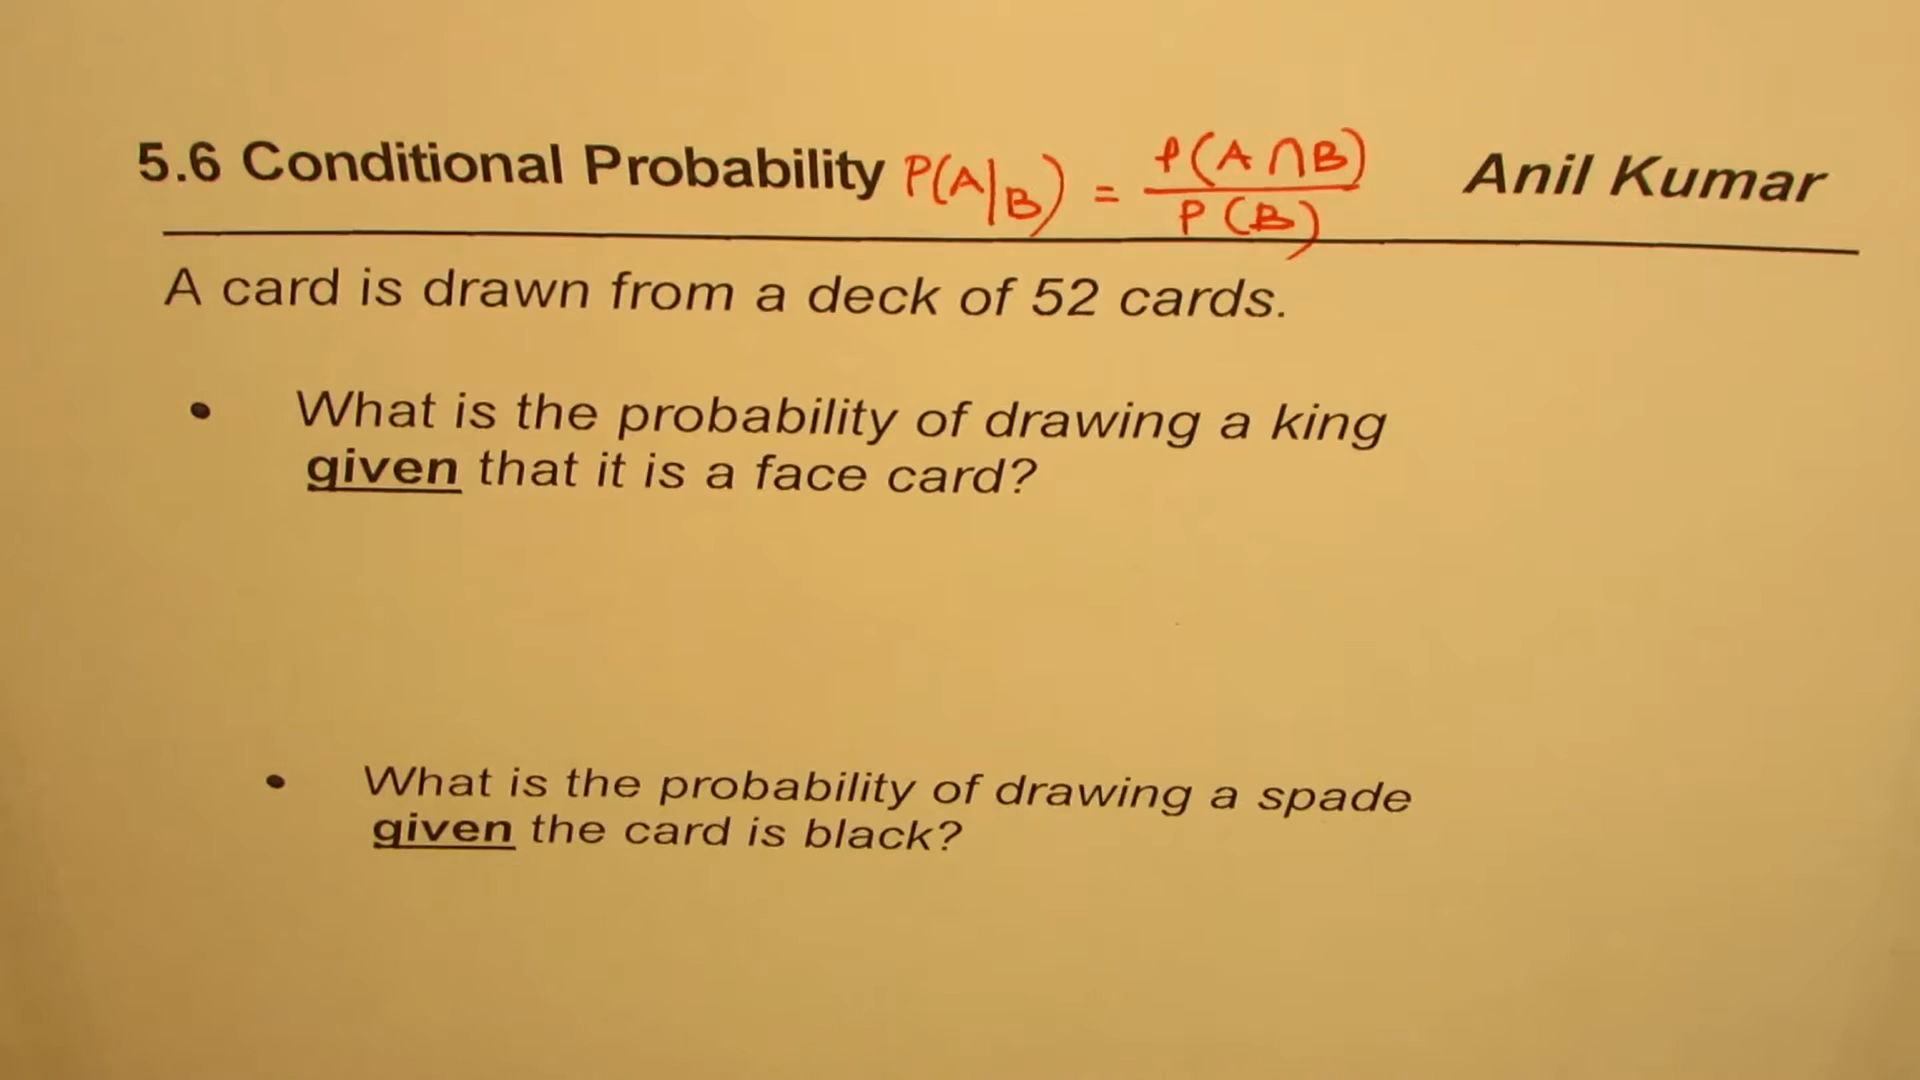 5.6 Conditional Probability P(A|B) = P(A∩B) / P(B) Anil Kumar
A card is drawn from a deck of 52 cards.
• What is the probability of drawing a king
given that it is a face card?
• What is the probability of drawing a spade
given the card is black?